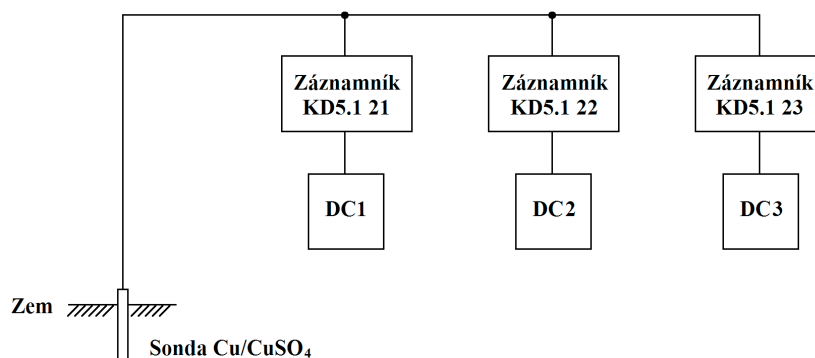 Záznamník
KD5.1 21
Záznamník
KD5.1 22
Záznamník
KD5.1 23
DC1
DC2
DC3
Zem
Sonda Cu/CuSO₄